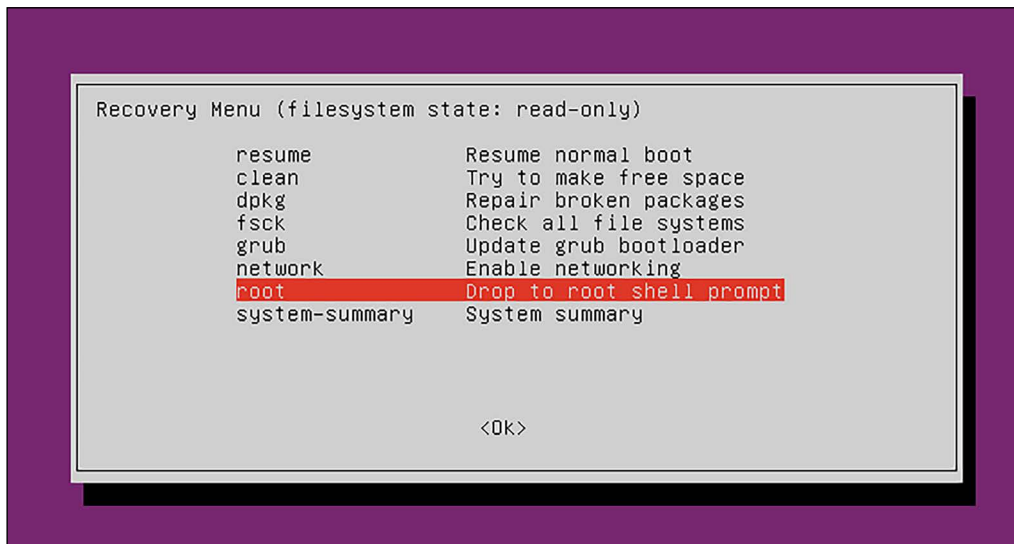 Recovery Menu (filesystem state: read-only)
resume Resume normal boot
clean Try to make free space
dpkg Repair broken packages
fsck Check all file systems
grub Update grub bootloader
network Enable networking
root Drop to root shell prompt
system-summary System summary
<Ok>